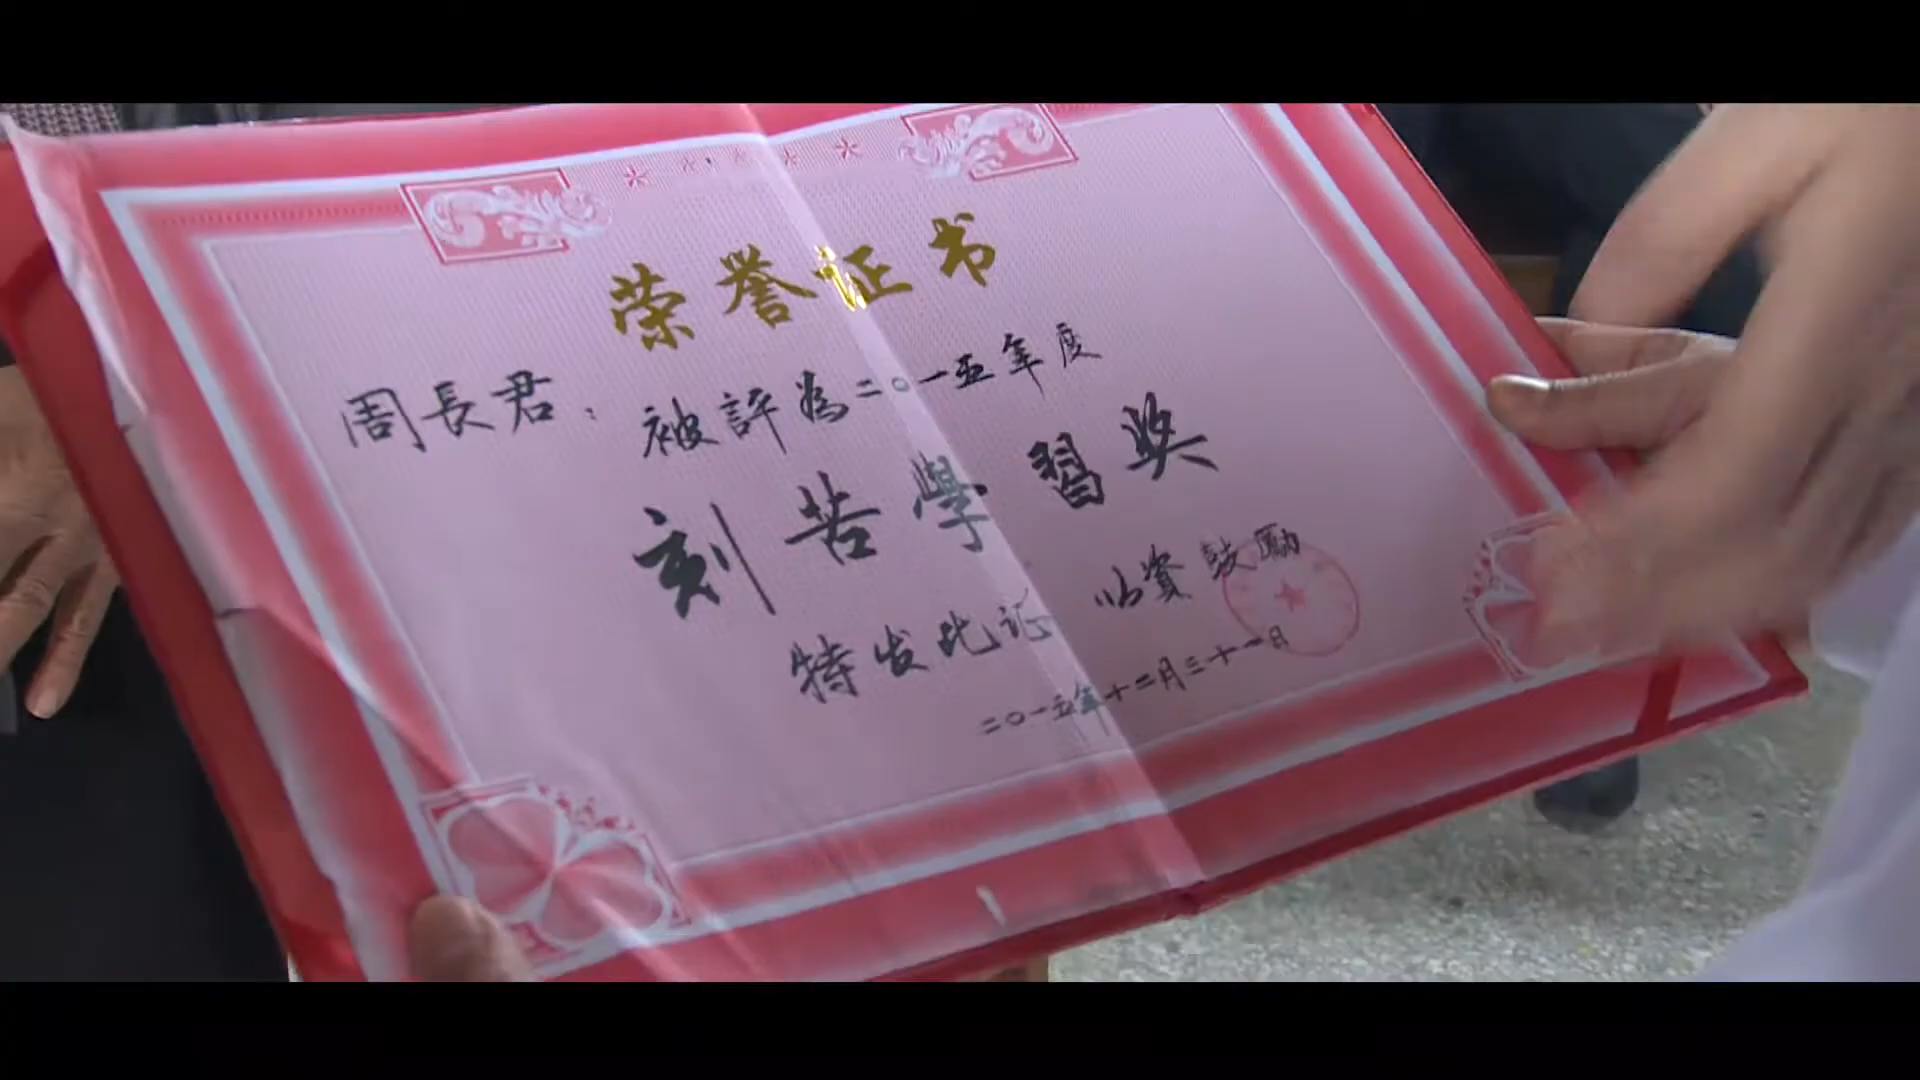 荣誉证书
周長君：被評為二〇一五年度
刻苦學習奖
特发此证 以資鼓勵
二〇一五年十二月三十一日